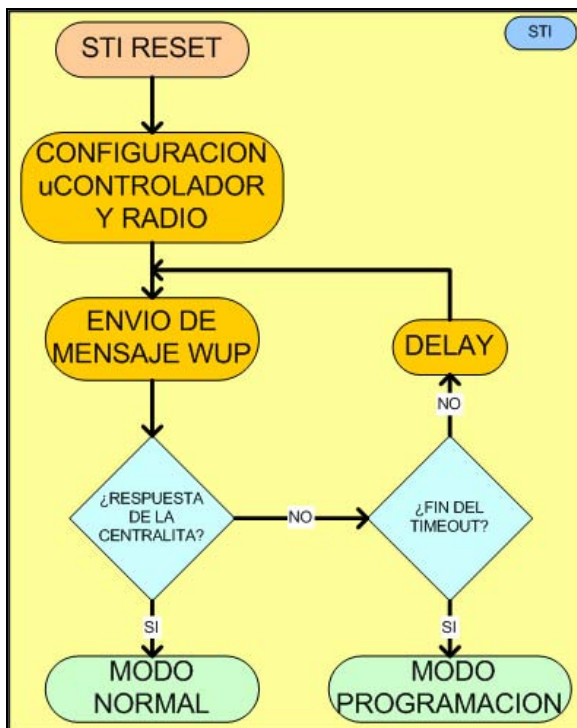 STI
STI RESET
CONFIGURACION
uCONTROLADOR
Y RADIO
ENVIO DE
MENSAJE WUP
DELAY
NO
¿RESPUESTA
DE LA
CENTRALITA?
NO
¿FIN DEL
TIMEOUT?
SI
SI
MODO
NORMAL
MODO
PROGRAMACION